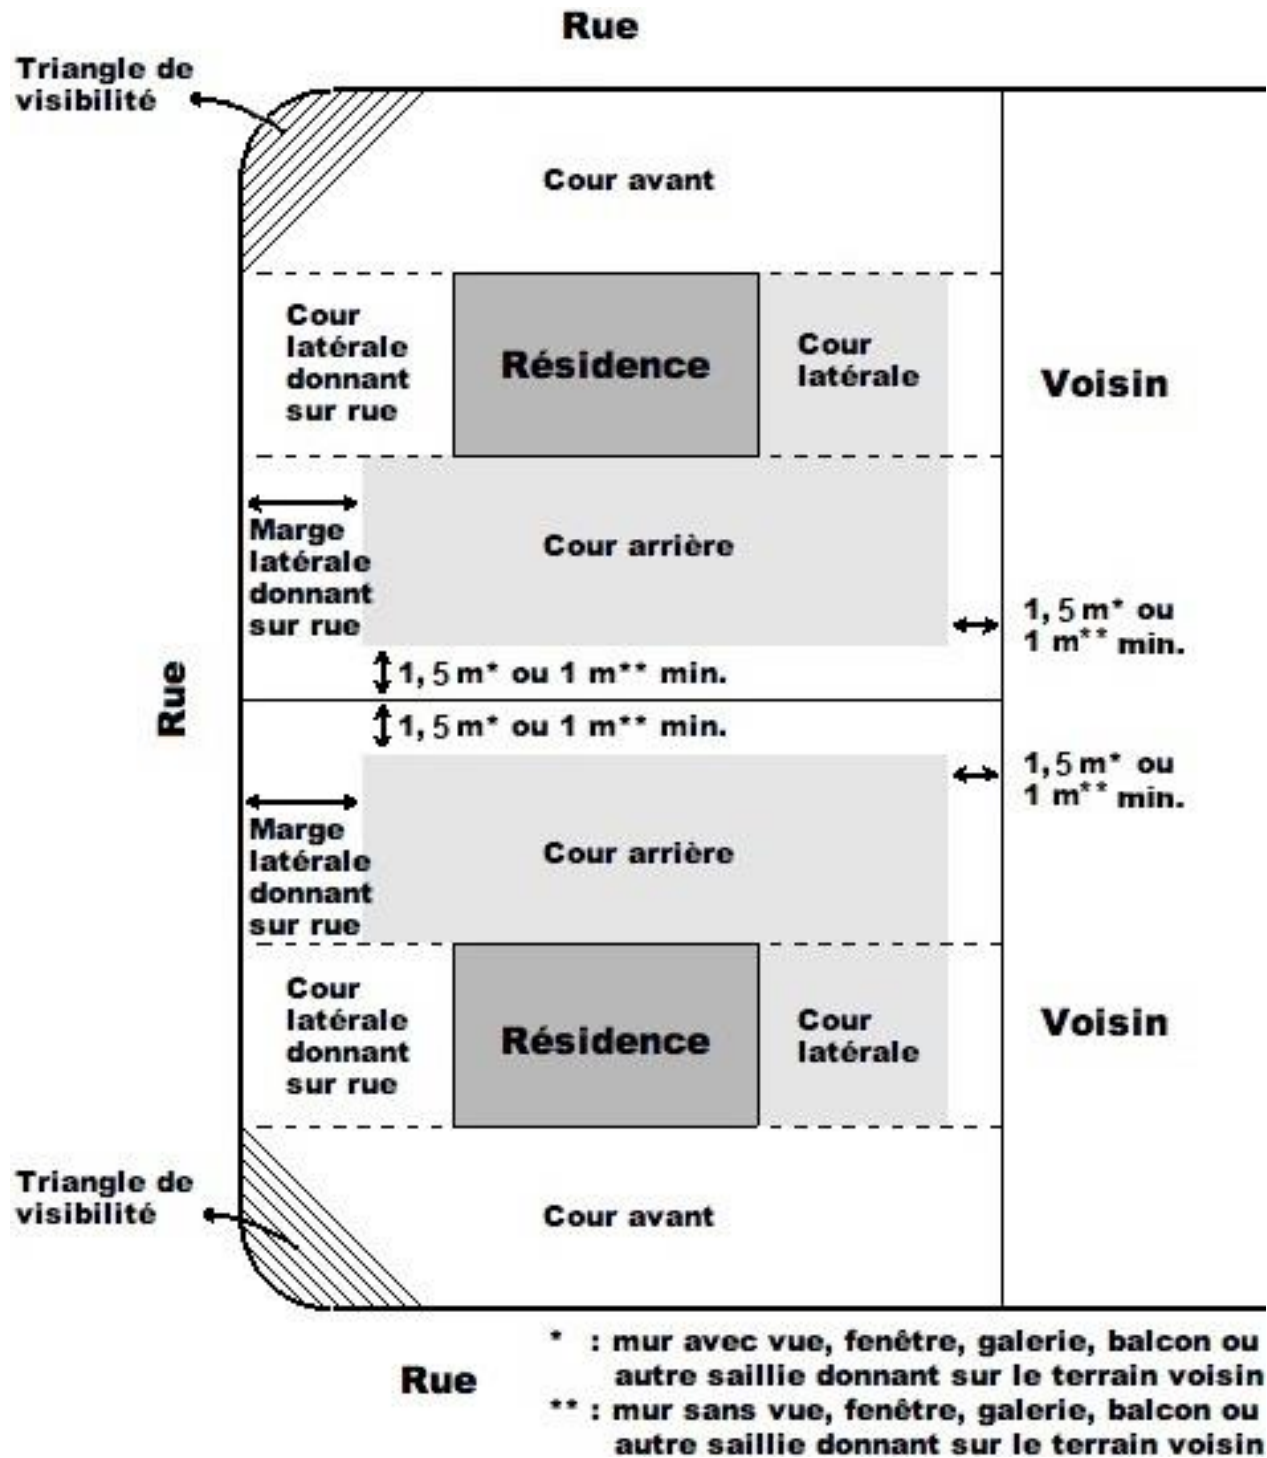 Rue
Triangle de
visibilité
Cour avant
Cour
latérale
donnant
sur rue
Résidence
Cour
latérale
Voisin
Marge
latérale
donnant
sur rue
Cour arrière
1, 5 m* ou
1 m** min.
1, 5 m* ou 1 m** min.
Rue
1, 5 m* ou 1 m** min.
1, 5 m* ou
1 m** min.
Marge
latérale
donnant
sur rue
Cour arrière
Cour
latérale
donnant
sur rue
Résidence
Cour
latérale
Voisin
Triangle de
visibilité
Cour avant
Rue
* : mur avec vue, fenêtre, galerie, balcon ou
autre saillie donnant sur le terrain voisin
** : mur sans vue, fenêtre, galerie, balcon ou
autre saillie donnant sur le terrain voisin